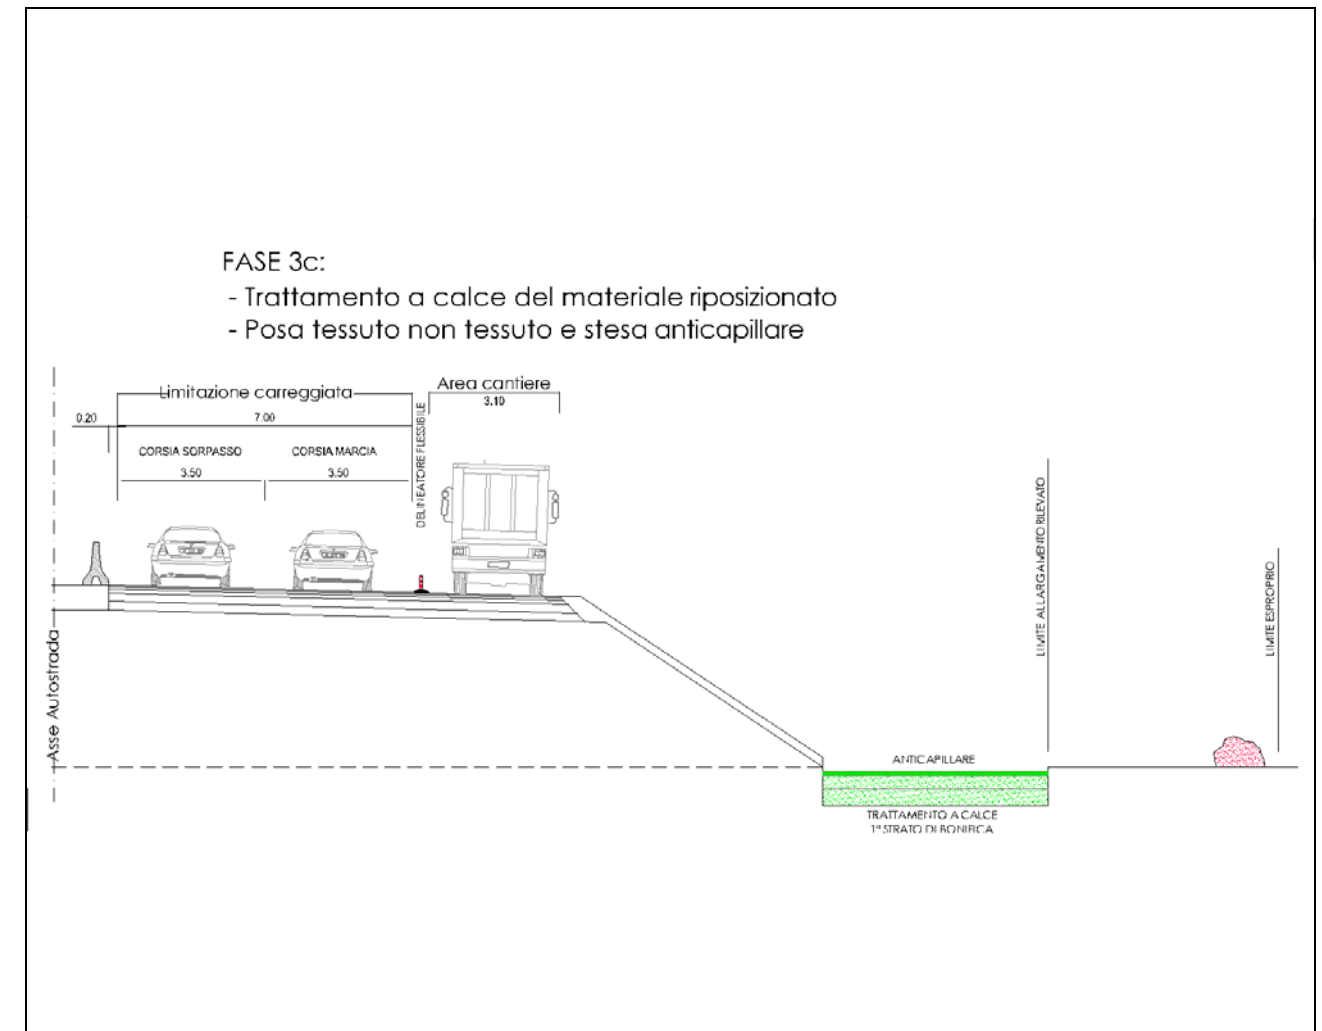 FASE 3c:
- Trattamento a calce del materiale riposizionato
- Posa tessuto non tessuto e stesa anticapillare
Limitazione carreggiata
Area cantiere
3.10
0.20
7.00
CORSIA SORPASSO
CORSIA MARCIA
3.50
3.50
DELINEATORE FLESSIBILE
LIMITE ALLARGAMENTO RILEVATO
LIMITE ESPROPRIO
Asse Autostrada
ANTICAPILLARE
TRATTAMENTO A CALCE
1° STRATO DI BONIFICA